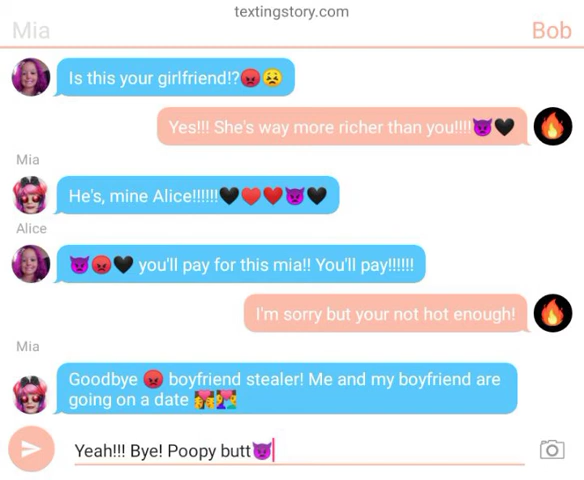 textingstory.com
Mia
Bob
Is this your girlfriend!?😡😣
Yes!!! She's way more richer than you!!!!👿🖤
Mia
He's, mine Alice!!!!!!🖤♥️❤️👿🖤
Alice
👿😡🖤 you'll pay for this mia!! You'll pay!!!!!!
I'm sorry but your not hot enough!
Mia
Goodbye 😡 boyfriend stealer! Me and my boyfriend are
going on a date 💏👩‍❤️‍👨
Yeah!!! Bye! Poopy butt👿